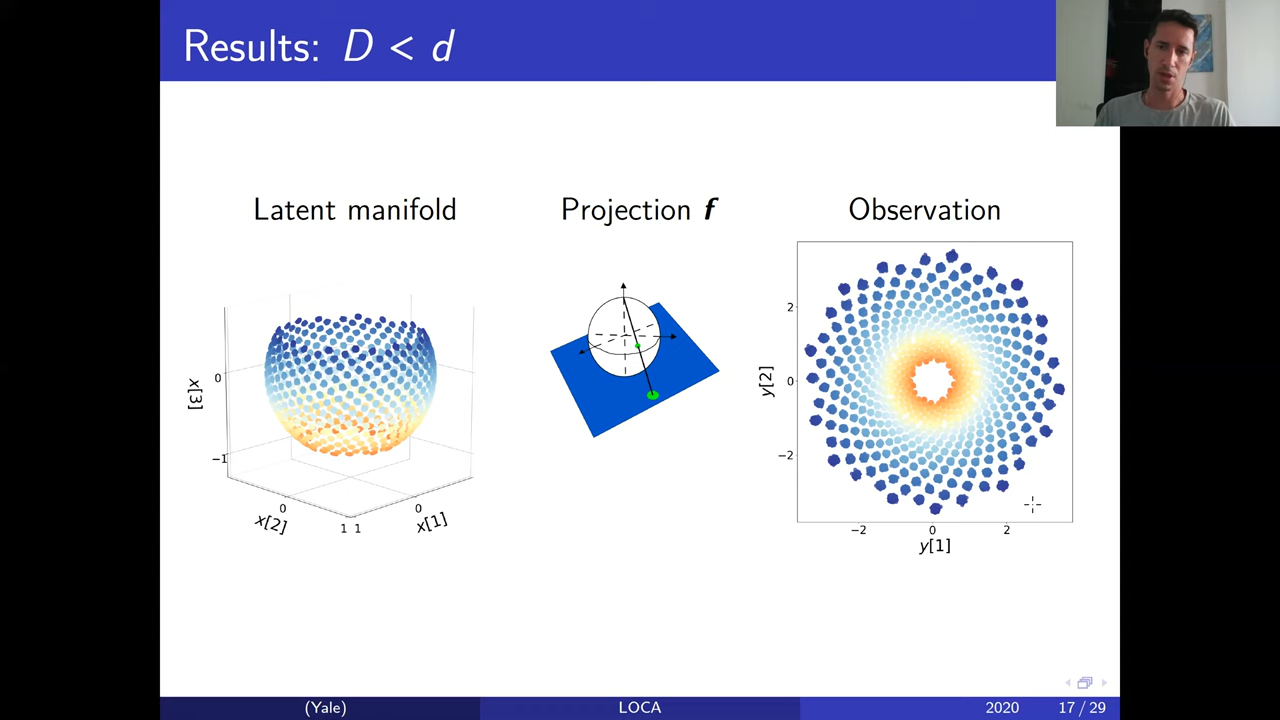 Results: D < d
Latent manifold
Projection f
Observation
x[3]
0
−1
x[2]
0
1
1
0
x[1]
y[2]
2
0
−2
−2
0
2
y[1]
(Yale)
LOCA
2020
17 / 29